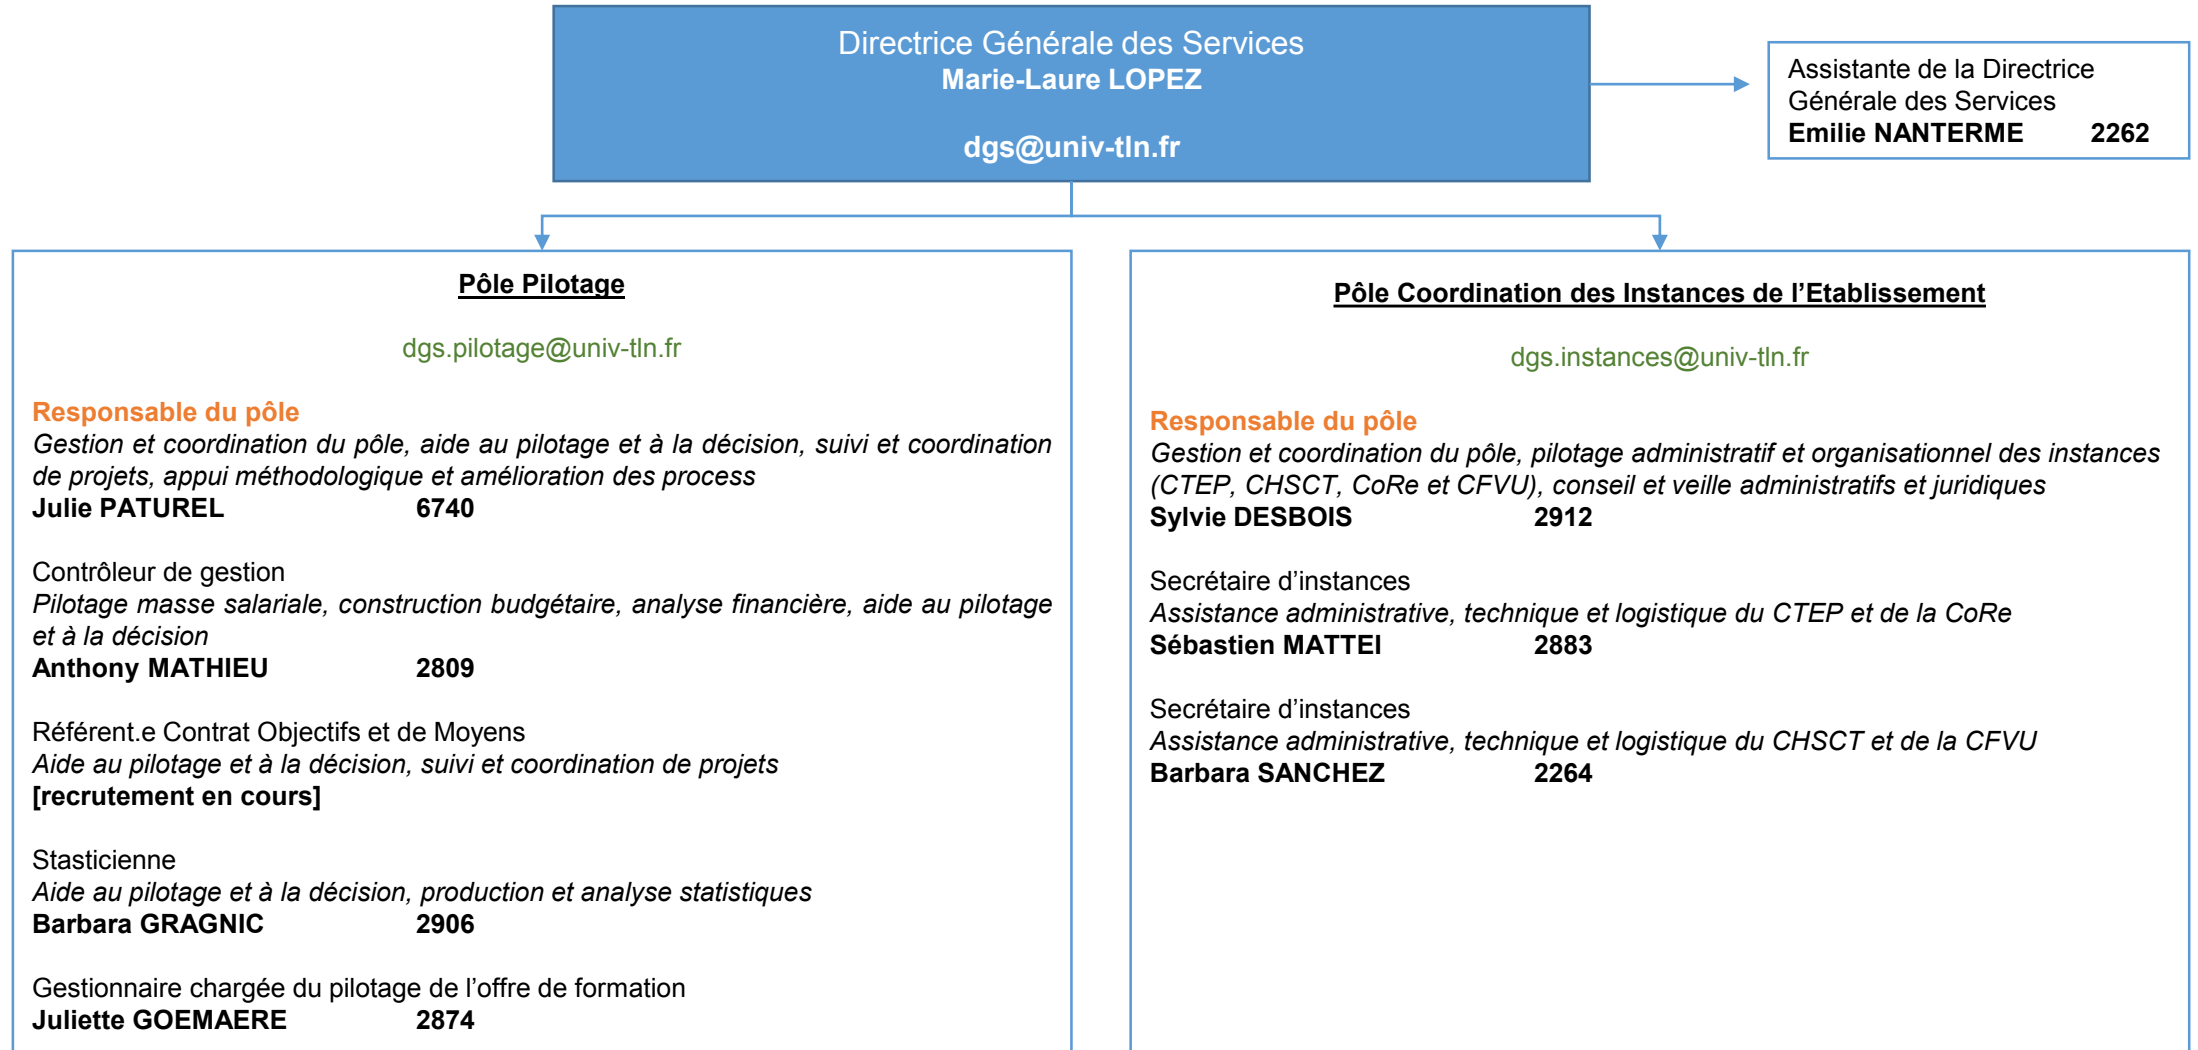 Directrice Générale des Services
Marie-Laure LOPEZ
dgs@univ-tln.fr
Assistante de la Directrice
Générale des Services
Emilie NANTERME 2262
Pôle Pilotage
dgs.pilotage@univ-tln.fr
Responsable du pôle
Gestion et coordination du pôle, aide au pilotage et à la décision, suivi et coordination
de projets, appui méthodologique et amélioration des process
Julie PATUREL 6740
Contrôleur de gestion
Pilotage masse salariale, construction budgétaire, analyse financière, aide au pilotage
et à la décision
Anthony MATHIEU 2809
Référent.e Contrat Objectifs et de Moyens
Aide au pilotage et à la décision, suivi et coordination de projets
[recrutement en cours]
Stasticienne
Aide au pilotage et à la décision, production et analyse statistiques
Barbara GRAGNIC 2906
Gestionnaire chargée du pilotage de l’offre de formation
Juliette GOEMAERE 2874
Pôle Coordination des Instances de l’Etablissement
dgs.instances@univ-tln.fr
Responsable du pôle
Gestion et coordination du pôle, pilotage administratif et organisationnel des instances
(CTEP, CHSCT, CoRe et CFVU), conseil et veille administratifs et juridiques
Sylvie DESBOIS 2912
Secrétaire d’instances
Assistance administrative, technique et logistique du CTEP et de la CoRe
Sébastien MATTEI 2883
Secrétaire d’instances
Assistance administrative, technique et logistique du CHSCT et de la CFVU
Barbara SANCHEZ 2264